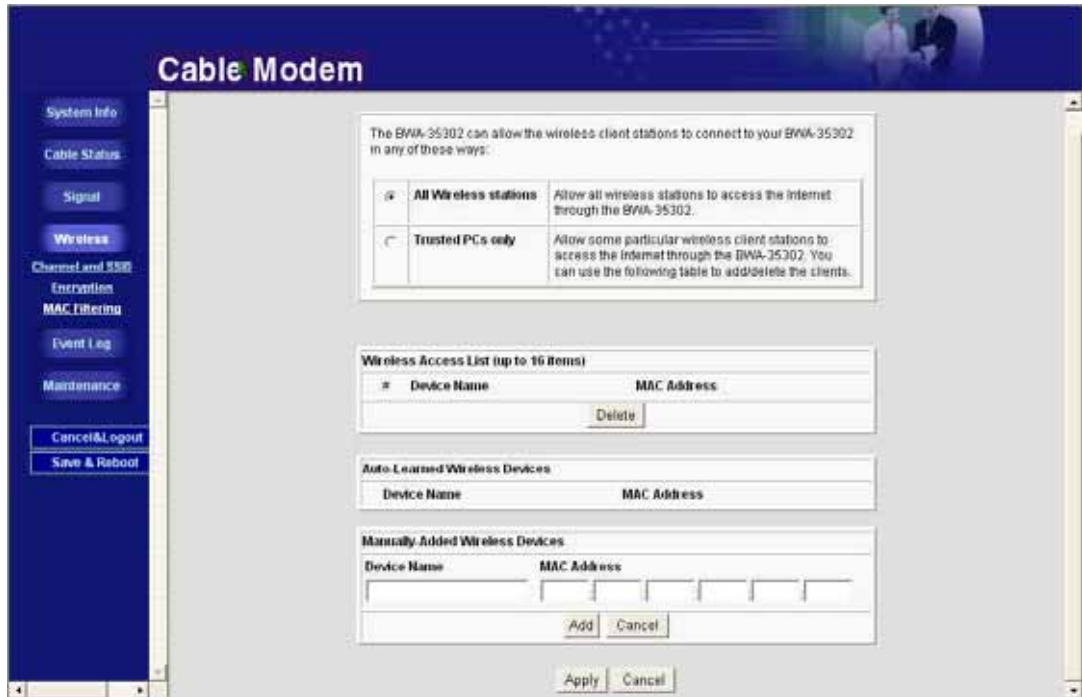 Cable Modem
System Info
Cable Status
Signal
Wireless
Channel and SSID
Encryption
MAC Filtering
Event Log
Maintenance
Cancel&Logout
Save & Reboot
The BWA-35302 can allow the wireless client stations to connect to your BWA-35302
in any of these ways:
All Wireless stations
Allow all wireless stations to access the Internet
through the BWA-35302.
Trusted PCs only
Allow some particular wireless client stations to
access the Internet through the BWA-35302. You
can use the following table to add/delete the clients.
Wireless Access List (up to 16 items)
# Device Name MAC Address
Delete
Auto-Learned Wireless Devices
Device Name MAC Address
Manually-Added Wireless Devices
Device Name MAC Address
: : : : :
Add Cancel
Apply Cancel